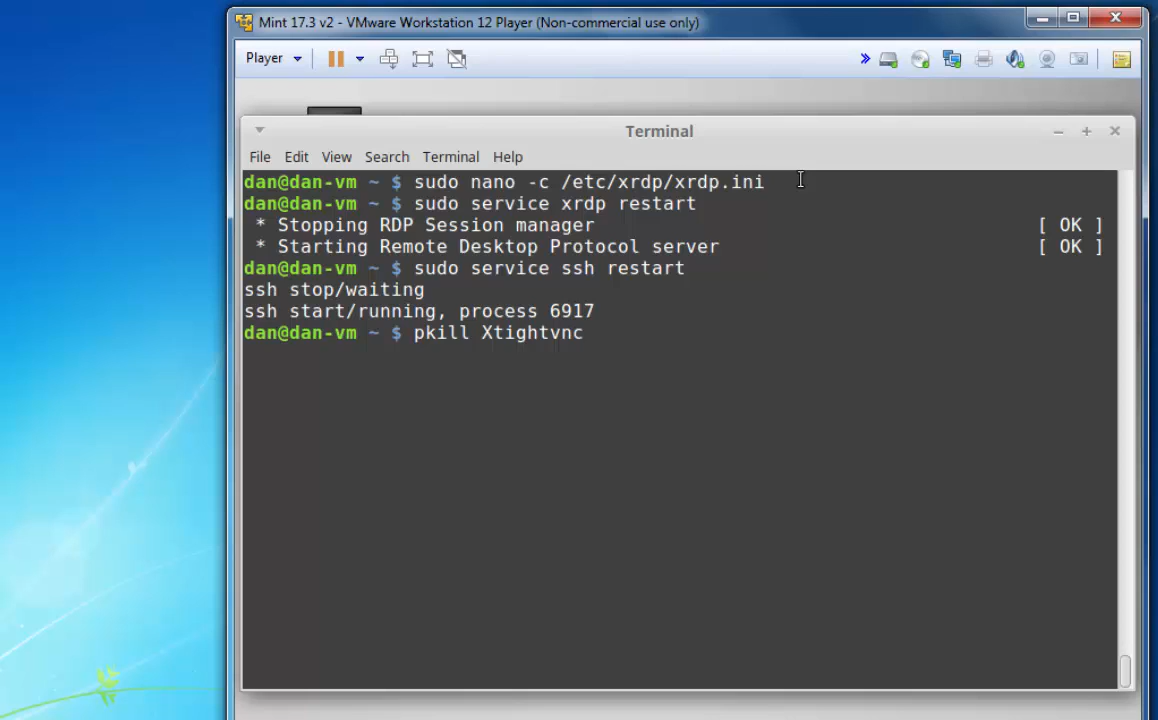 Mint 17.3 v2 - VMware Workstation 12 Player (Non-commercial use only)
Player
Terminal
File Edit View Search Terminal Help
dan@dan-vm ~ $ sudo nano -c /etc/xrdp/xrdp.ini
dan@dan-vm ~ $ sudo service xrdp restart
 * Stopping RDP Session manager [ OK ]
 * Starting Remote Desktop Protocol server [ OK ]
dan@dan-vm ~ $ sudo service ssh restart
ssh stop/waiting
ssh start/running, process 6917
dan@dan-vm ~ $ pkill Xtightvnc